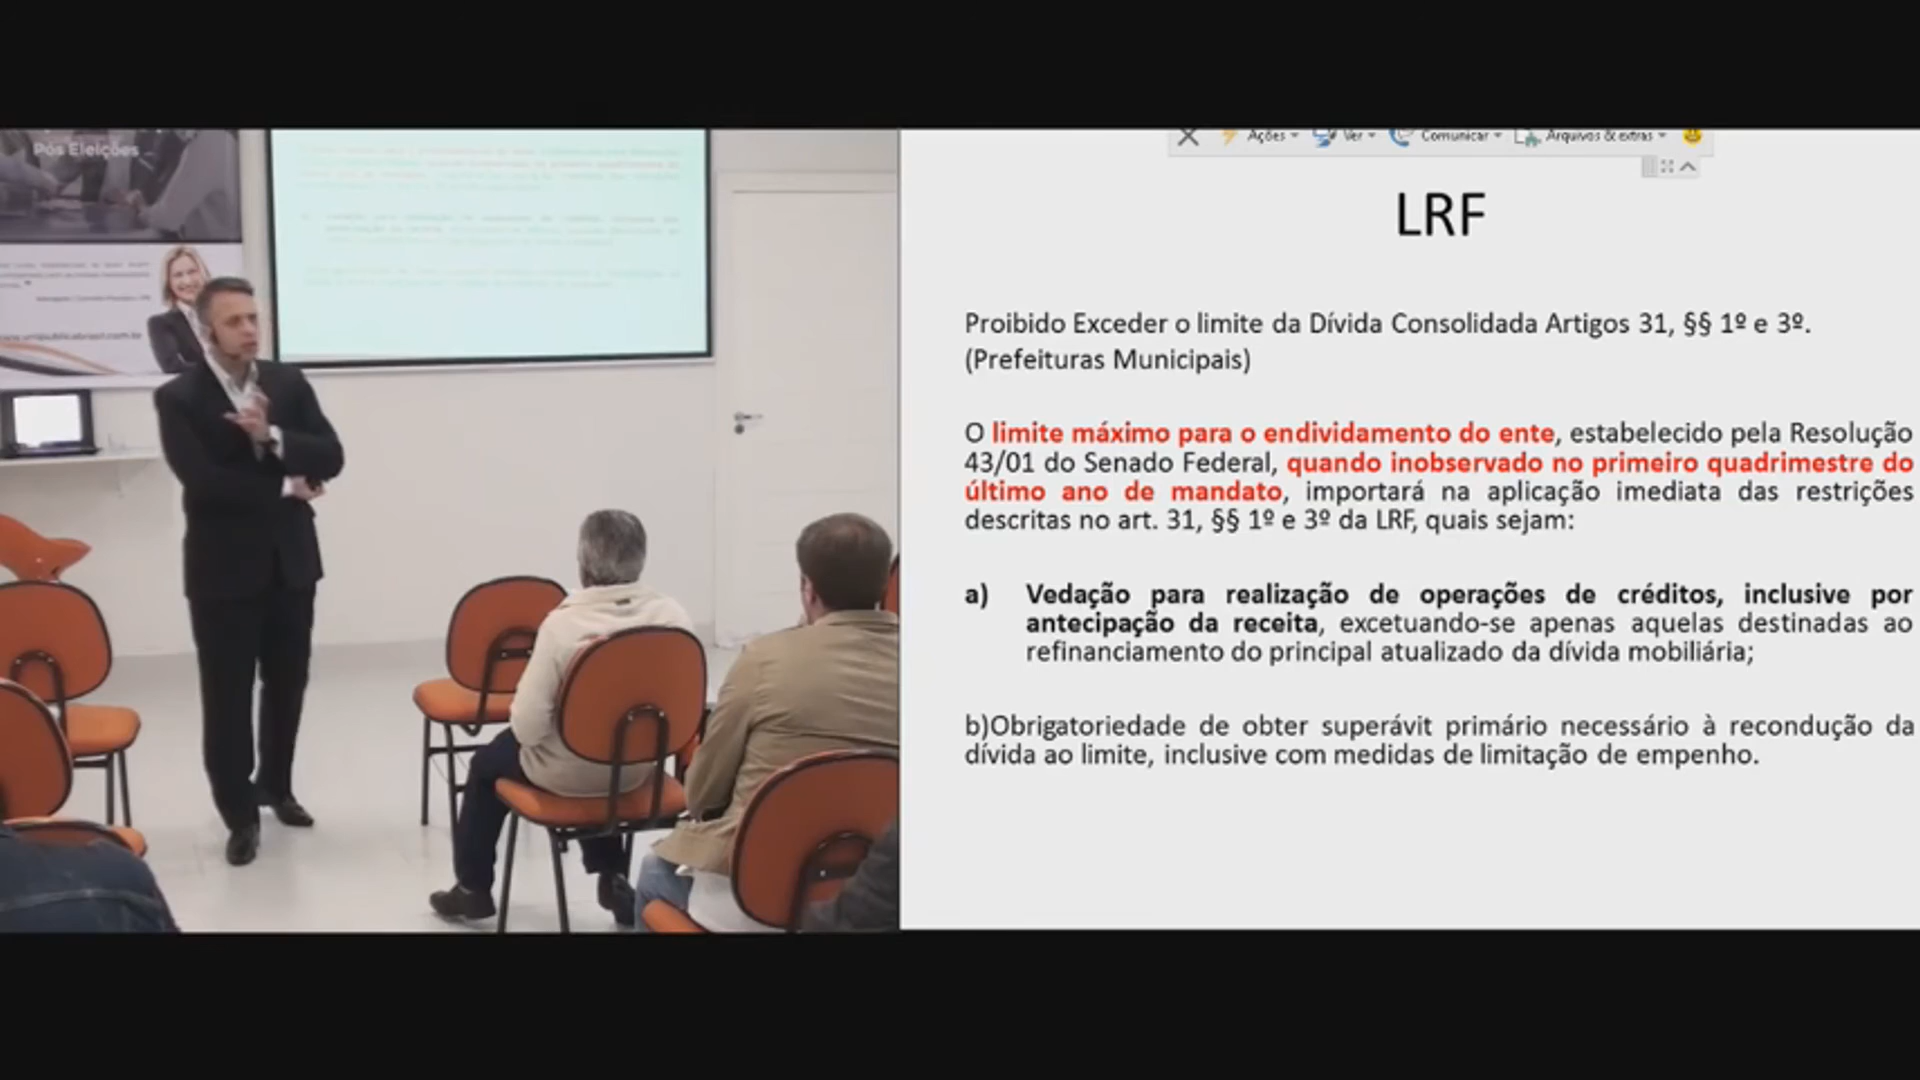 Pós Eleições
Ações
Ver
Comunicar
Arquivos & extras
LRF
Proibido Exceder o limite da Dívida Consolidada Artigos 31, §§ 1º e 3º.
(Prefeituras Municipais)
O limite máximo para o endividamento do ente, estabelecido pela Resolução
43/01 do Senado Federal, quando inobservado no primeiro quadrimestre do
último ano de mandato, importará na aplicação imediata das restrições
descritas no art. 31, §§ 1º e 3º da LRF, quais sejam:
a) Vedação para realização de operações de créditos, inclusive por
antecipação da receita, excetuando-se apenas aquelas destinadas ao
refinanciamento do principal atualizado da dívida mobiliária;
b)Obrigatoriedade de obter superávit primário necessário à recondução da
dívida ao limite, inclusive com medidas de limitação de empenho.